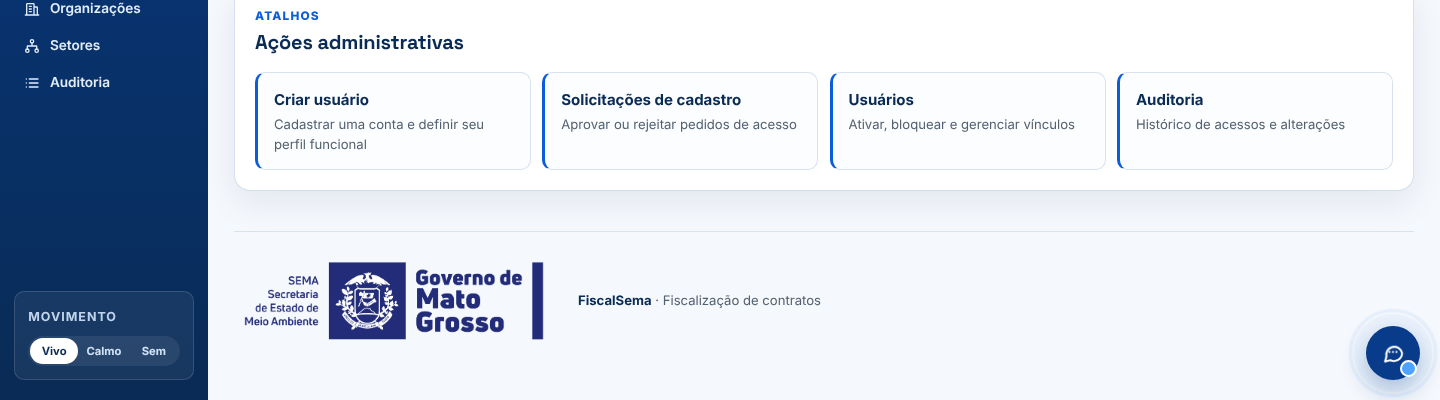 Organizações
Setores
Auditoria
MOVIMENTO
Vivo
Calmo
Sem
ATALHOS
Ações administrativas
Criar usuário
Cadastrar uma conta e definir seu
perfil funcional
Solicitações de cadastro
Aprovar ou rejeitar pedidos de acesso
Usuários
Ativar, bloquear e gerenciar vínculos
Auditoria
Histórico de acessos e alterações
SEMA
Secretaria
de Estado de
Meio Ambiente
Governo de
Mato
Grosso
FiscalSema · Fiscalização de contratos